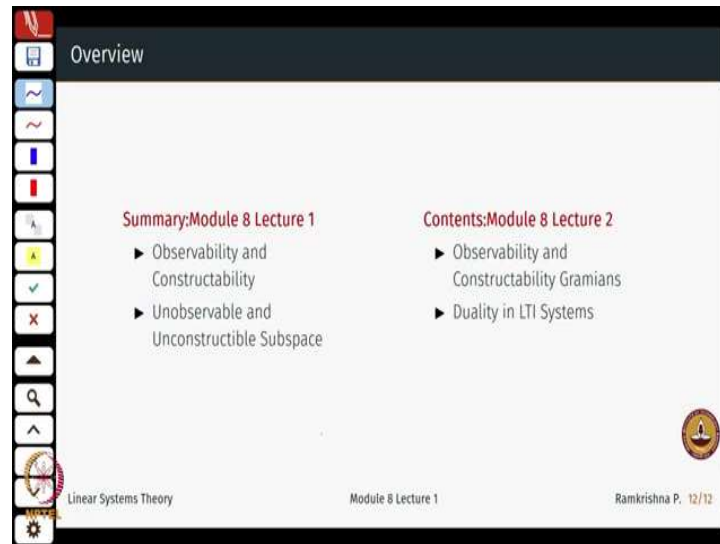 Overview
Summary:Module 8 Lecture 1
▶ Observability and
Constructability
▶ Unobservable and
Unconstructible Subspace
Contents:Module 8 Lecture 2
▶ Observability and
Constructability Gramians
▶ Duality in LTI Systems
Linear Systems Theory
Module 8 Lecture 1
Ramkrishna P. 12/12
NPTEL